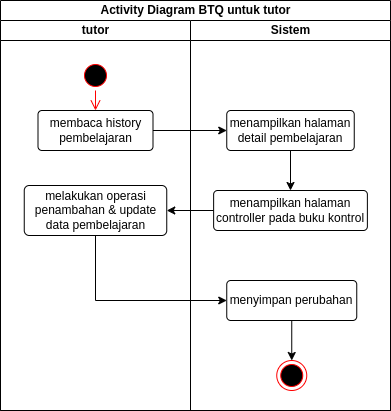 Activity Diagram BTQ untuk tutor
tutor
Sistem
membaca history
pembelajaran
menampilkan halaman
detail pembelajaran
melakukan operasi
penambahan & update
data pembelajaran
menampilkan halaman
controller pada buku kontrol
menyimpan perubahan